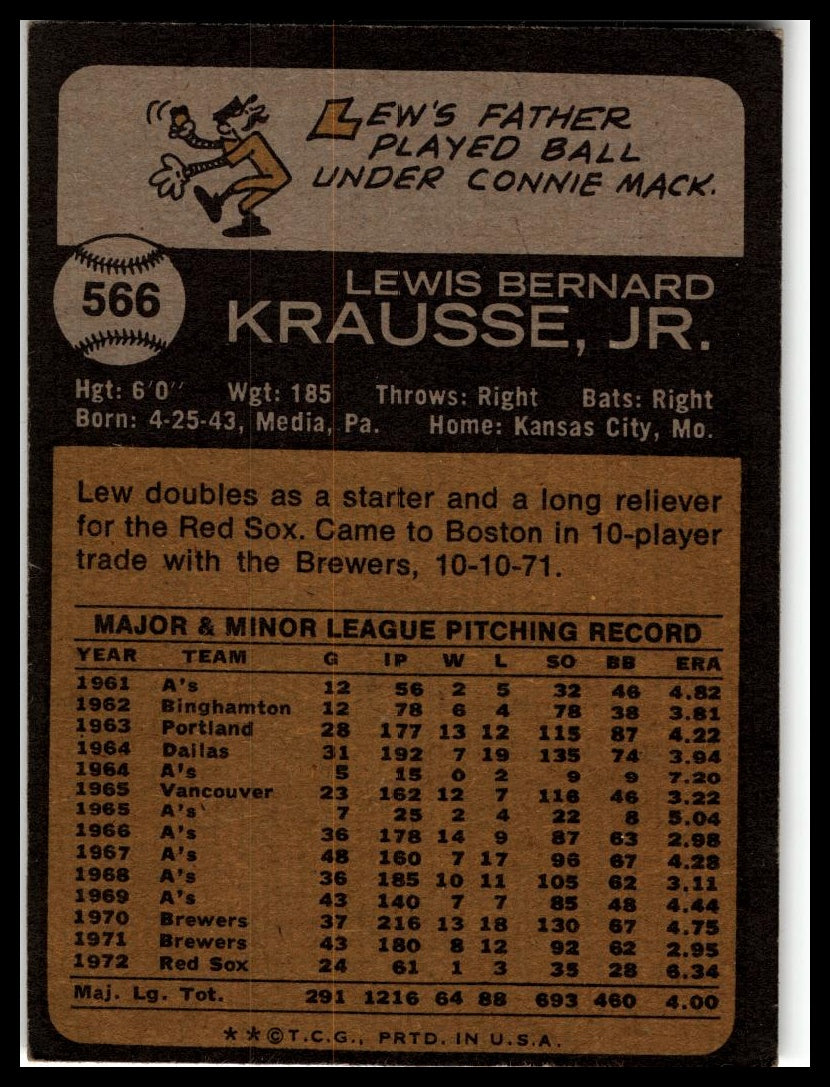 LEW'S FATHER
PLAYED BALL
UNDER CONNIE MACK.
566
LEWIS BERNARD
KRAUSSE, JR.
Hgt: 6'0" Wgt: 185 Throws: Right Bats: Right
Born: 4-25-43, Media, Pa. Home: Kansas City, Mo.
Lew doubles as a starter and a long reliever
for the Red Sox. Came to Boston in 10-player
trade with the Brewers, 10-10-71.
MAJOR & MINOR LEAGUE PITCHING RECORD
YEAR TEAM G IP W L SO BB ERA
1961 A's 12 56 2 5 32 46 4.82
1962 Binghamton 12 78 6 4 78 38 3.81
1963 Portland 28 177 13 12 115 87 4.22
1964 Dallas 31 192 7 19 135 74 3.94
1964 A's 5 15 0 2 9 9 7.20
1965 Vancouver 23 162 12 7 116 46 3.22
1965 A's 7 25 2 4 22 8 5.04
1966 A's 36 178 14 9 87 63 2.98
1967 A's 48 160 7 17 96 67 4.28
1968 A's 36 185 10 11 105 62 3.11
1969 A's 43 140 7 7 85 48 4.44
1970 Brewers 37 216 13 18 130 67 4.75
1971 Brewers 43 180 8 12 92 62 2.95
1972 Red Sox 24 61 1 3 35 28 6.34
Maj. Lg. Tot. 291 1216 64 88 693 460 4.00
**©T.C.G., PRTD. IN U.S.A.